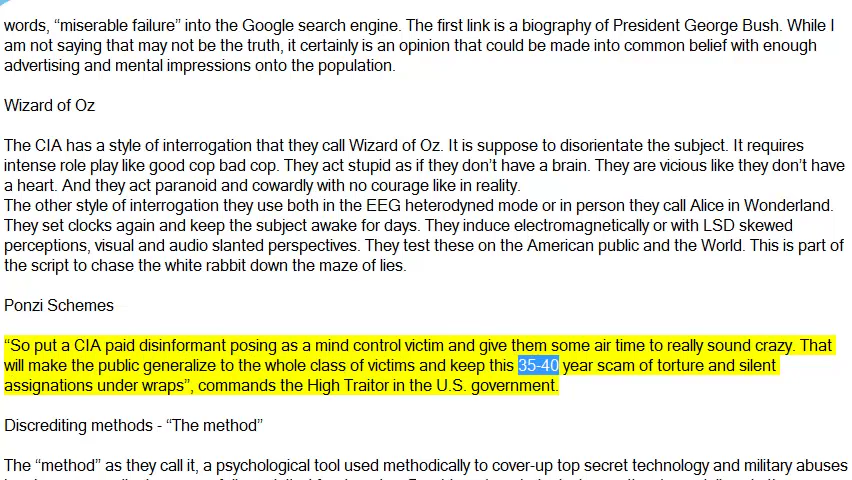 words, “miserable failure” into the Google search engine. The first link is a biography of President George Bush. While I
am not saying that may not be the truth, it certainly is an opinion that could be made into common belief with enough
advertising and mental impressions onto the population.
Wizard of Oz
The CIA has a style of interrogation that they call Wizard of Oz. It is suppose to disorientate the subject. It requires
intense role play like good cop bad cop. They act stupid as if they don’t have a brain. They are vicious like they don’t have
a heart. And they act paranoid and cowardly with no courage like in reality.
The other style of interrogation they use both in the EEG heterodyned mode or in person they call Alice in Wonderland.
They set clocks again and keep the subject awake for days. They induce electromagnetically or with LSD skewed
perceptions, visual and audio slanted perspectives. They test these on the American public and the World. This is part of
the script to chase the white rabbit down the maze of lies.
Ponzi Schemes
“So put a CIA paid disinformant posing as a mind control victim and give them some air time to really sound crazy. That
will make the public generalize to the whole class of victims and keep this 35-40 year scam of torture and silent
assignations under wraps”, commands the High Traitor in the U.S. government.
Discrediting methods - “The method”
The “method” as they call it, a psychological tool used methodically to cover-up top secret technology and military abuses